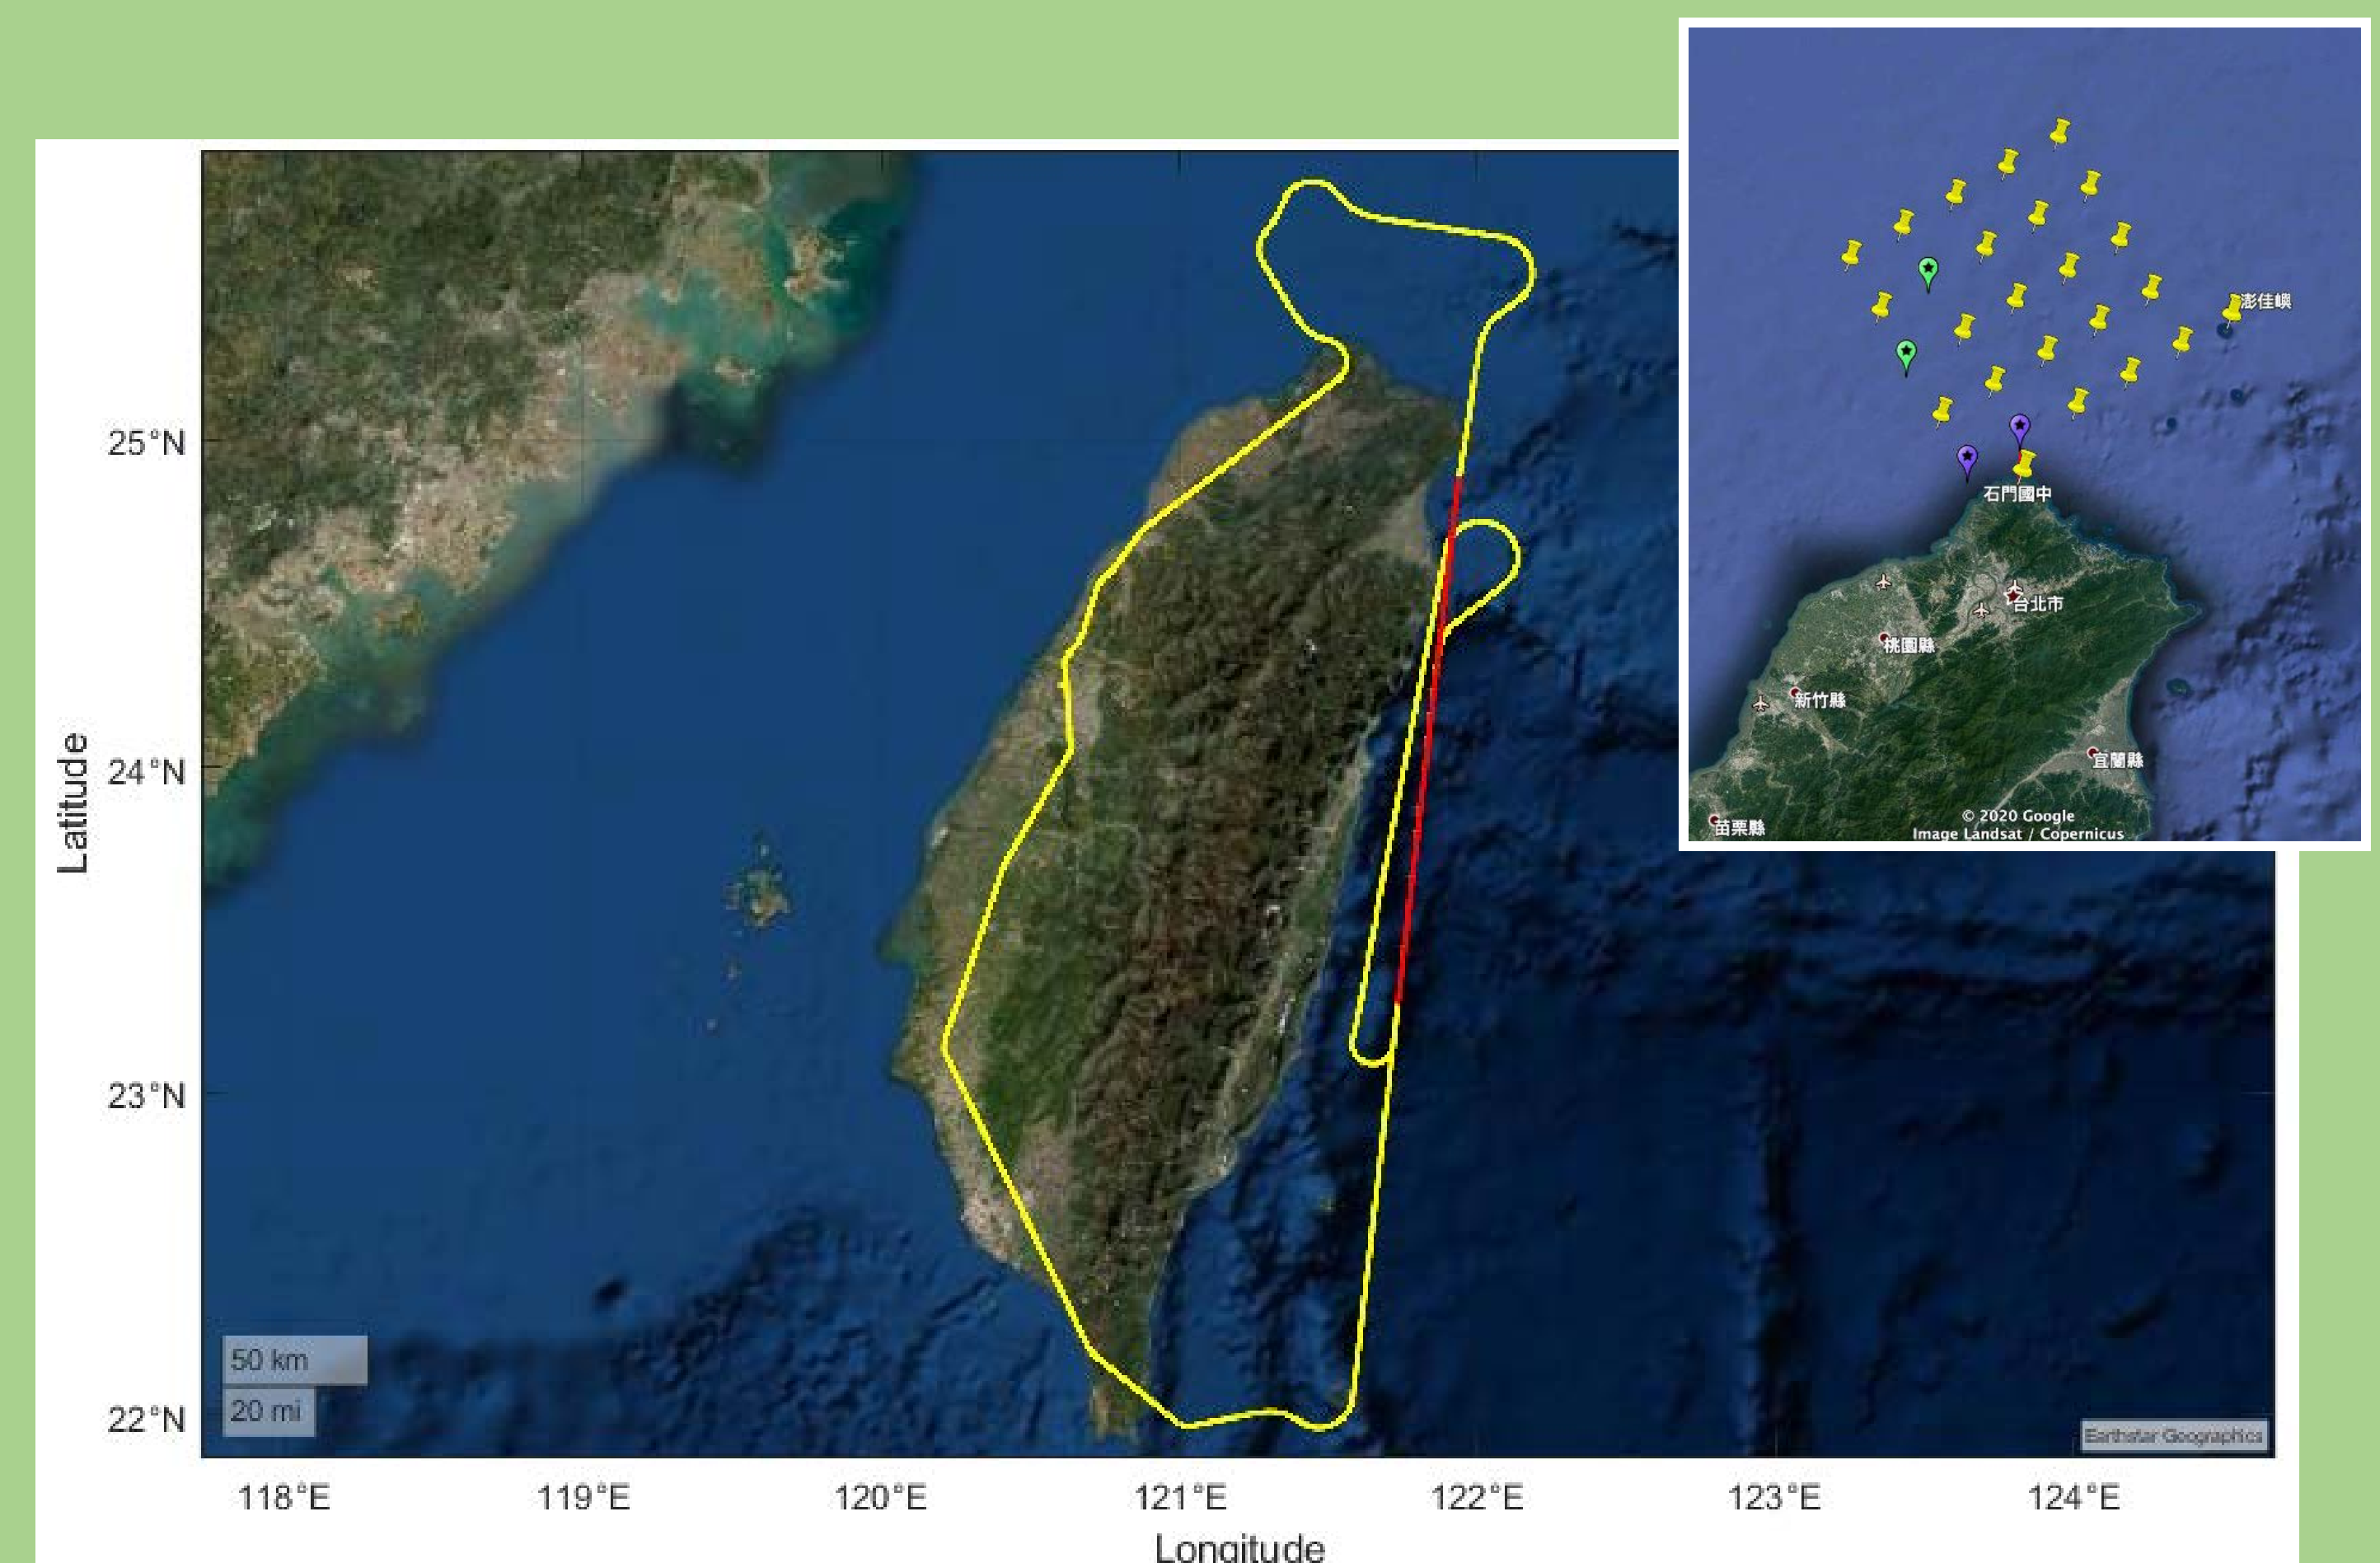 澎佳嶼
石門國中
台北市
桃園縣
新竹縣
宜蘭縣
苗栗縣
© 2020 Google
Image Landsat / Copernicus
25°N
24°N
23°N
22°N
Latitude
50 km
20 mi
Earthstar Geographics
118°E
119°E
120°E
121°E
122°E
123°E
124°E
Longitude